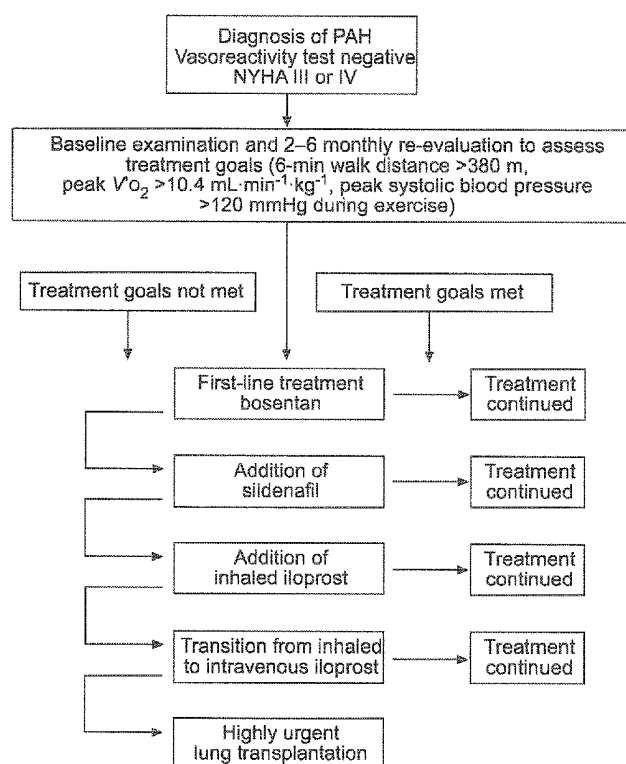 Diagnosis of PAH
Vasoreactivity test negative
NYHA III or IV
Baseline examination and 2–6 monthly re-evaluation to assess
treatment goals (6-min walk distance >380 m,
peak V'O₂ >10.4 mL·min⁻¹·kg⁻¹, peak systolic blood pressure
>120 mmHg during exercise)
Treatment goals not met
Treatment goals met
First-line treatment
bosentan
Treatment
continued
Addition of
sildenafil
Treatment
continued
Addition of
inhaled iloprost
Treatment
continued
Transition from inhaled
to intravenous iloprost
Treatment
continued
Highly urgent
lung transplantation